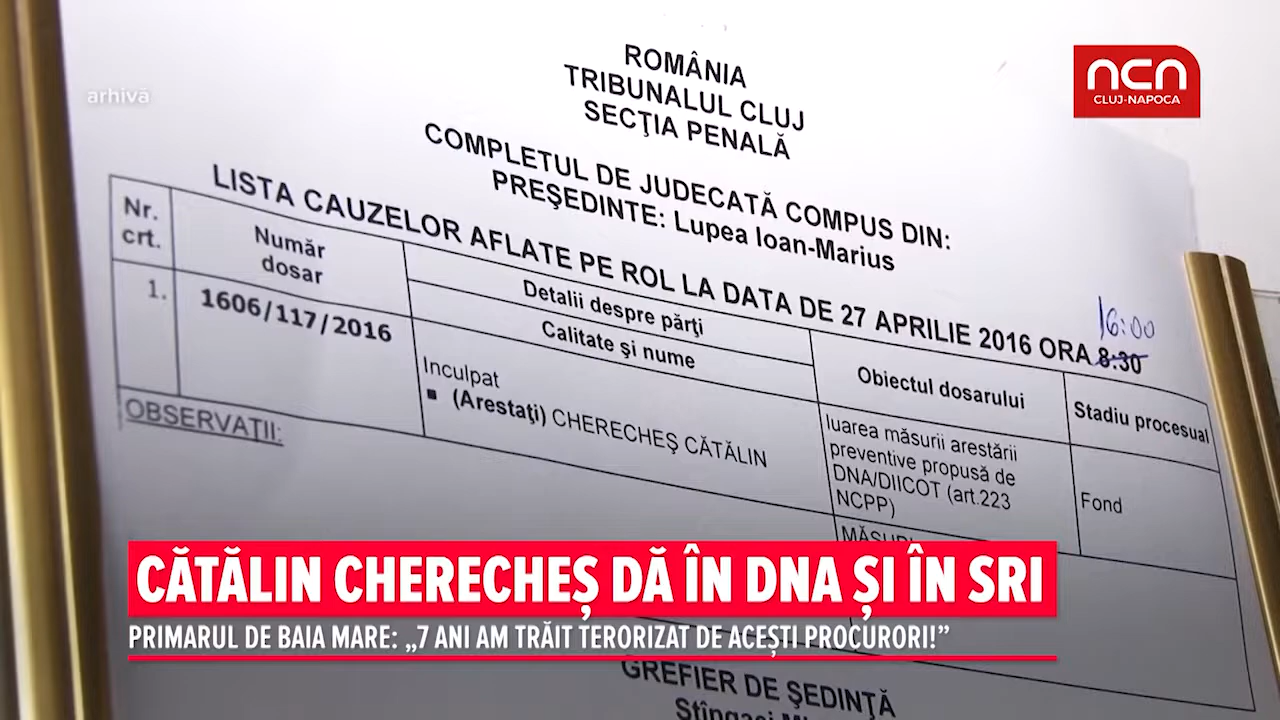 arhivă
ncn
CLUJ-NAPOCA
ROMÂNIA
TRIBUNALUL CLUJ
SECŢIA PENALĂ
COMPLETUL DE JUDECATĂ COMPUS DIN:
PREŞEDINTE: Lupea Ioan-Marius
LISTA CAUZELOR AFLATE PE ROL LA DATA DE 27 APRILIE 2016 ORA 8:30
16:00
Nr.
crt.
Număr
dosar
Detalii despre părţi
Calitate şi nume
Obiectul dosarului
Stadiu procesual
1.
1606/117/2016
Inculpat
▪ (Arestaţi) CHERECHEŞ CĂTĂLIN
luarea măsurii arestării
preventive propusă de
DNA/DIICOT (art.223
NCPP)
Fond
OBSERVAŢII:
CĂTĂLIN CHERECHEȘ DĂ ÎN DNA ȘI ÎN SRI
PRIMARUL DE BAIA MARE: „7 ANI AM TRĂIT TERORIZAT DE ACEȘTI PROCURORI!”
GREFIER DE ŞEDINŢĂ